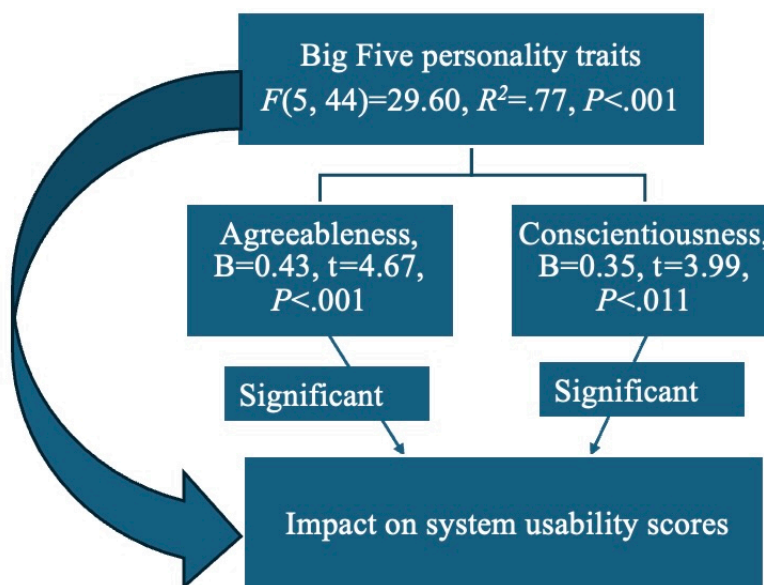 Big Five personality traits
F(5, 44)=29.60, R²=.77, P<.001
Agreeableness,
B=0.43, t=4.67,
P<.001
Conscientiousness,
B=0.35, t=3.99,
P<.011
Significant
Significant
Impact on system usability scores